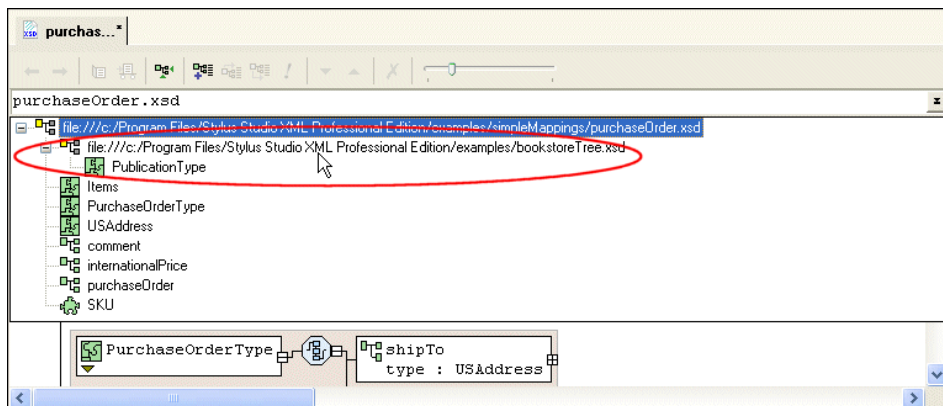 purchas...*
purchaseOrder.xsd
file:///c:/Program Files/Stylus Studio XML Professional Edition/examples/simpleMappings/purchaseOrder.xsd
file:///c:/Program Files/Stylus Studio XML Professional Edition/examples/bookstoreTree.xsd
PublicationType
Items
PurchaseOrderType
USAddress
comment
internationalPrice
purchaseOrder
SKU
PurchaseOrderType
shipTo
type : USAddress